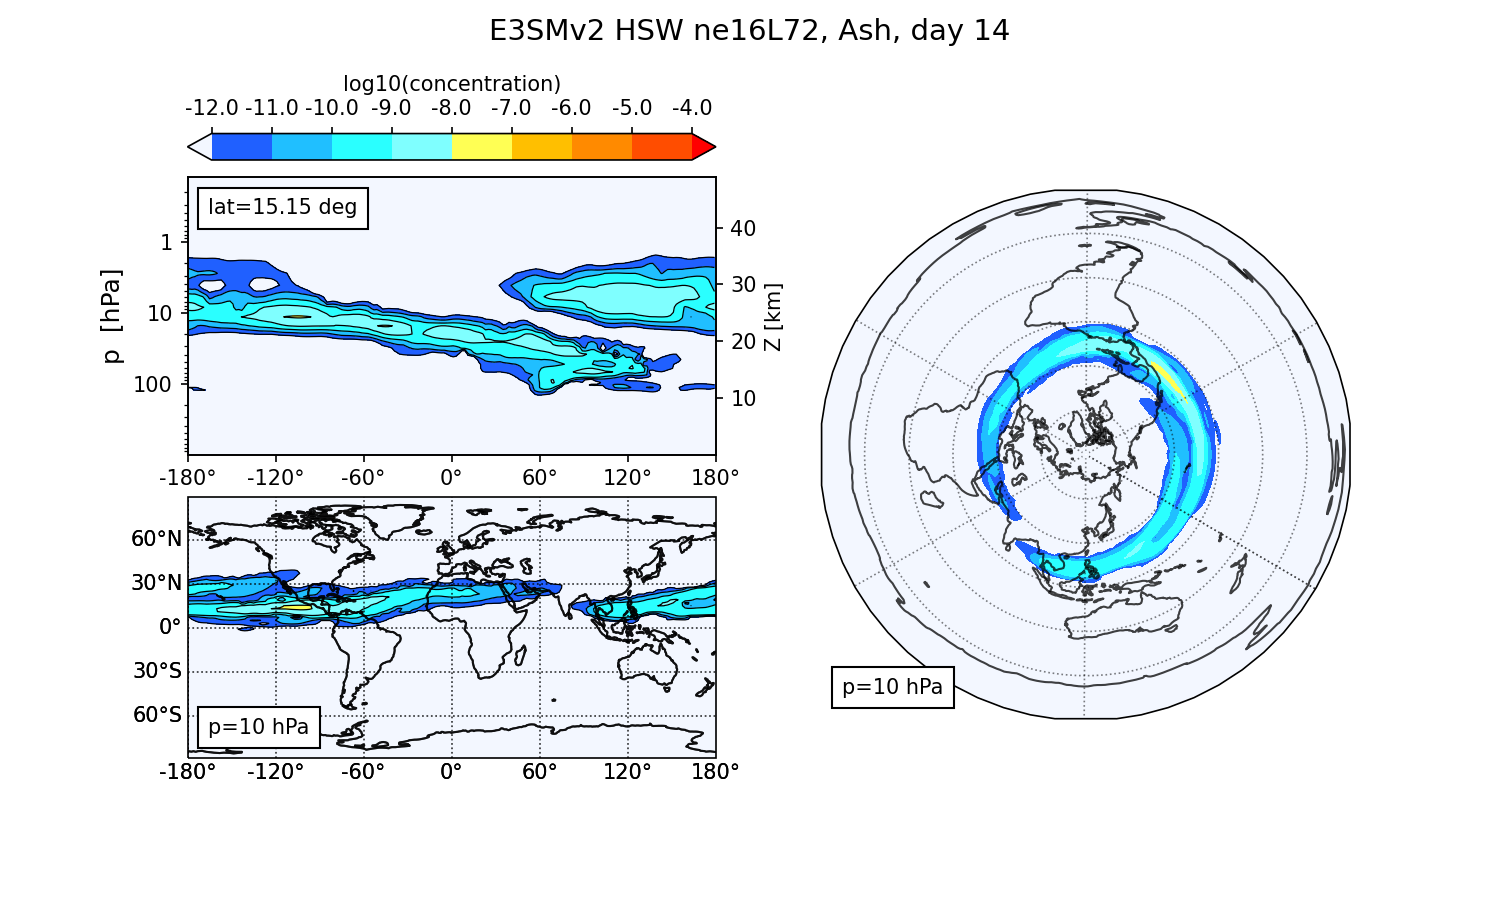 E3SMv2 HSW ne16L72, Ash, day 14
log10(concentration)
-12.0 -11.0 -10.0 -9.0 -8.0 -7.0 -6.0 -5.0 -4.0
lat=15.15 deg
p [hPa]
1
10
100
40
30
20
10
Z [km]
-180° -120° -60° 0° 60° 120° 180°
60°N
30°N
0°
30°S
60°S
p=10 hPa
-180° -120° -60° 0° 60° 120° 180°
p=10 hPa